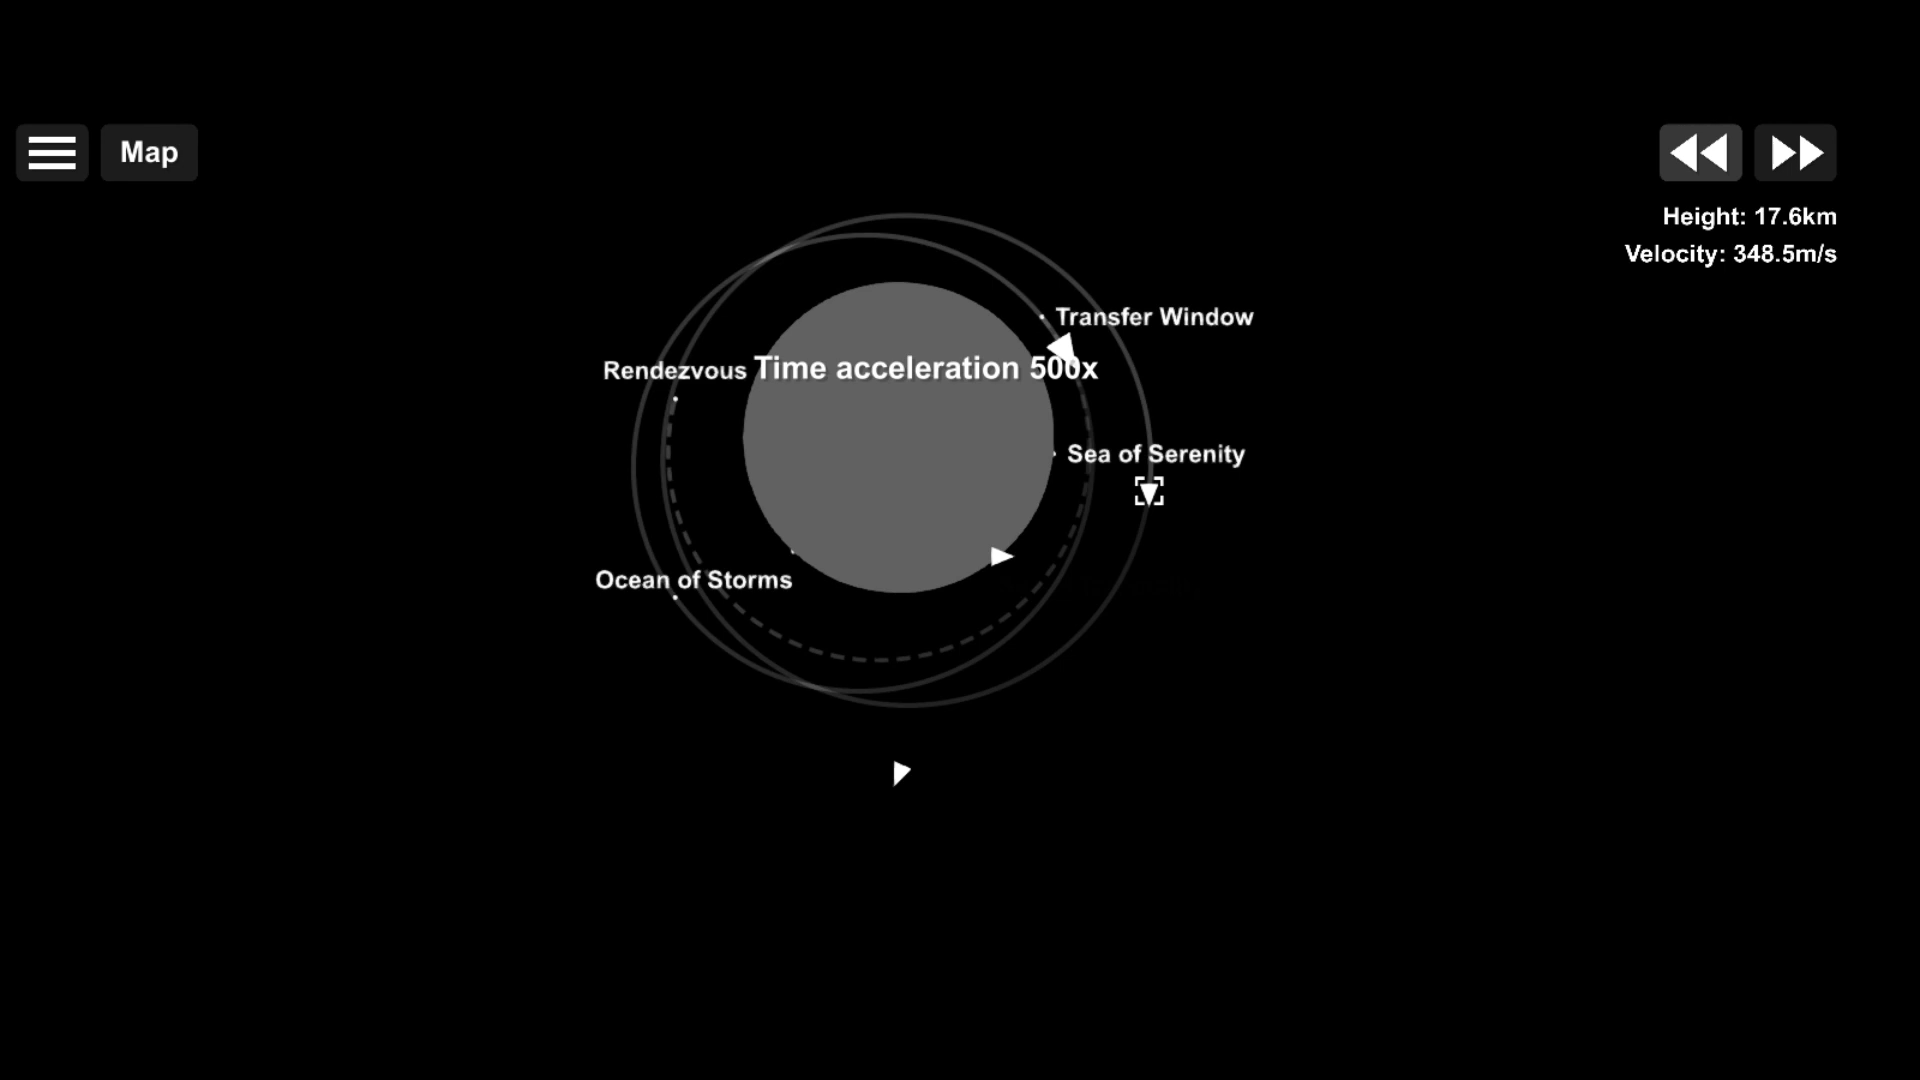 Map
Height: 17.6km
Velocity: 348.5m/s
Transfer Window
Rendezvous
Time acceleration 500x
Sea of Serenity
Ocean of Storms